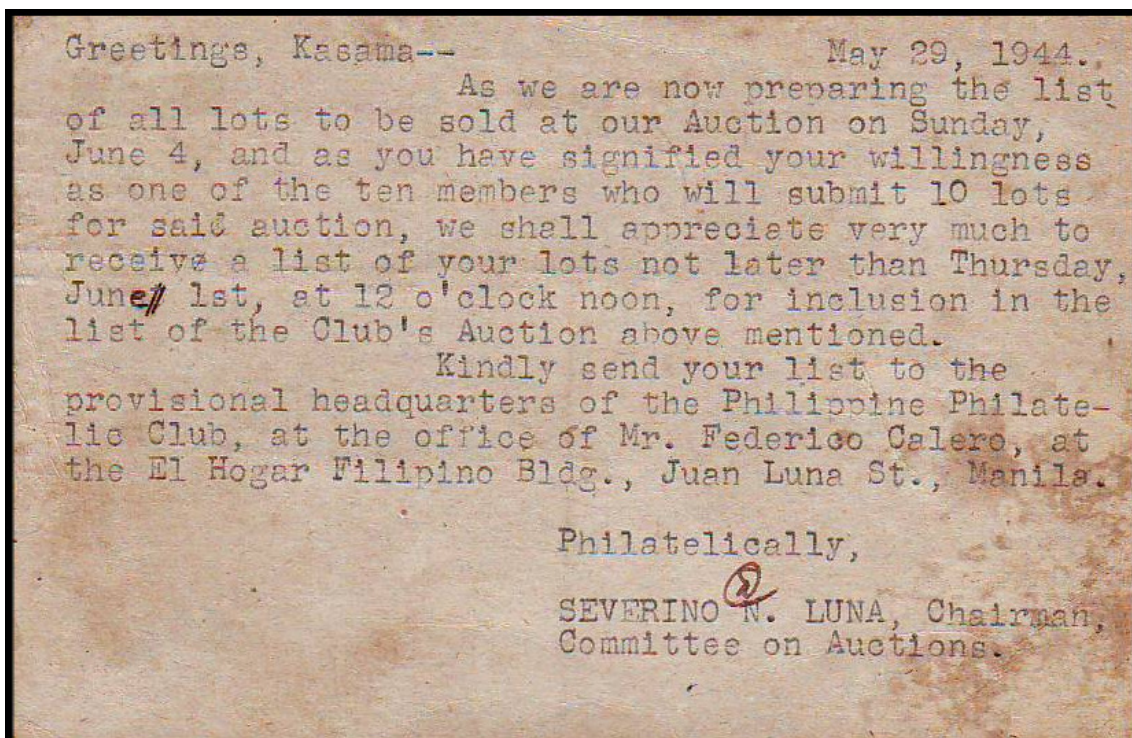 Greetings, Kasama-- May 29, 1944.
As we are now preparing the list
of all lots to be sold at our Auction on Sunday,
June 4, and as you have signified your willingness
as one of the ten members who will submit 10 lots
for said auction, we shall appreciate very much to
receive a list of your lots not later than Thursday,
June 1st, at 12 o'clock noon, for inclusion in the
list of the Club's Auction above mentioned.
Kindly send your list to the
provisional headquarters of the Philippine Philate-
lic Club, at the office of Mr. Federico Calero, at
the El Hogar Filipino Bldg., Juan Luna St., Manila.
Philatelically,
SEVERINO N. LUNA, Chairman,
Committee on Auctions.